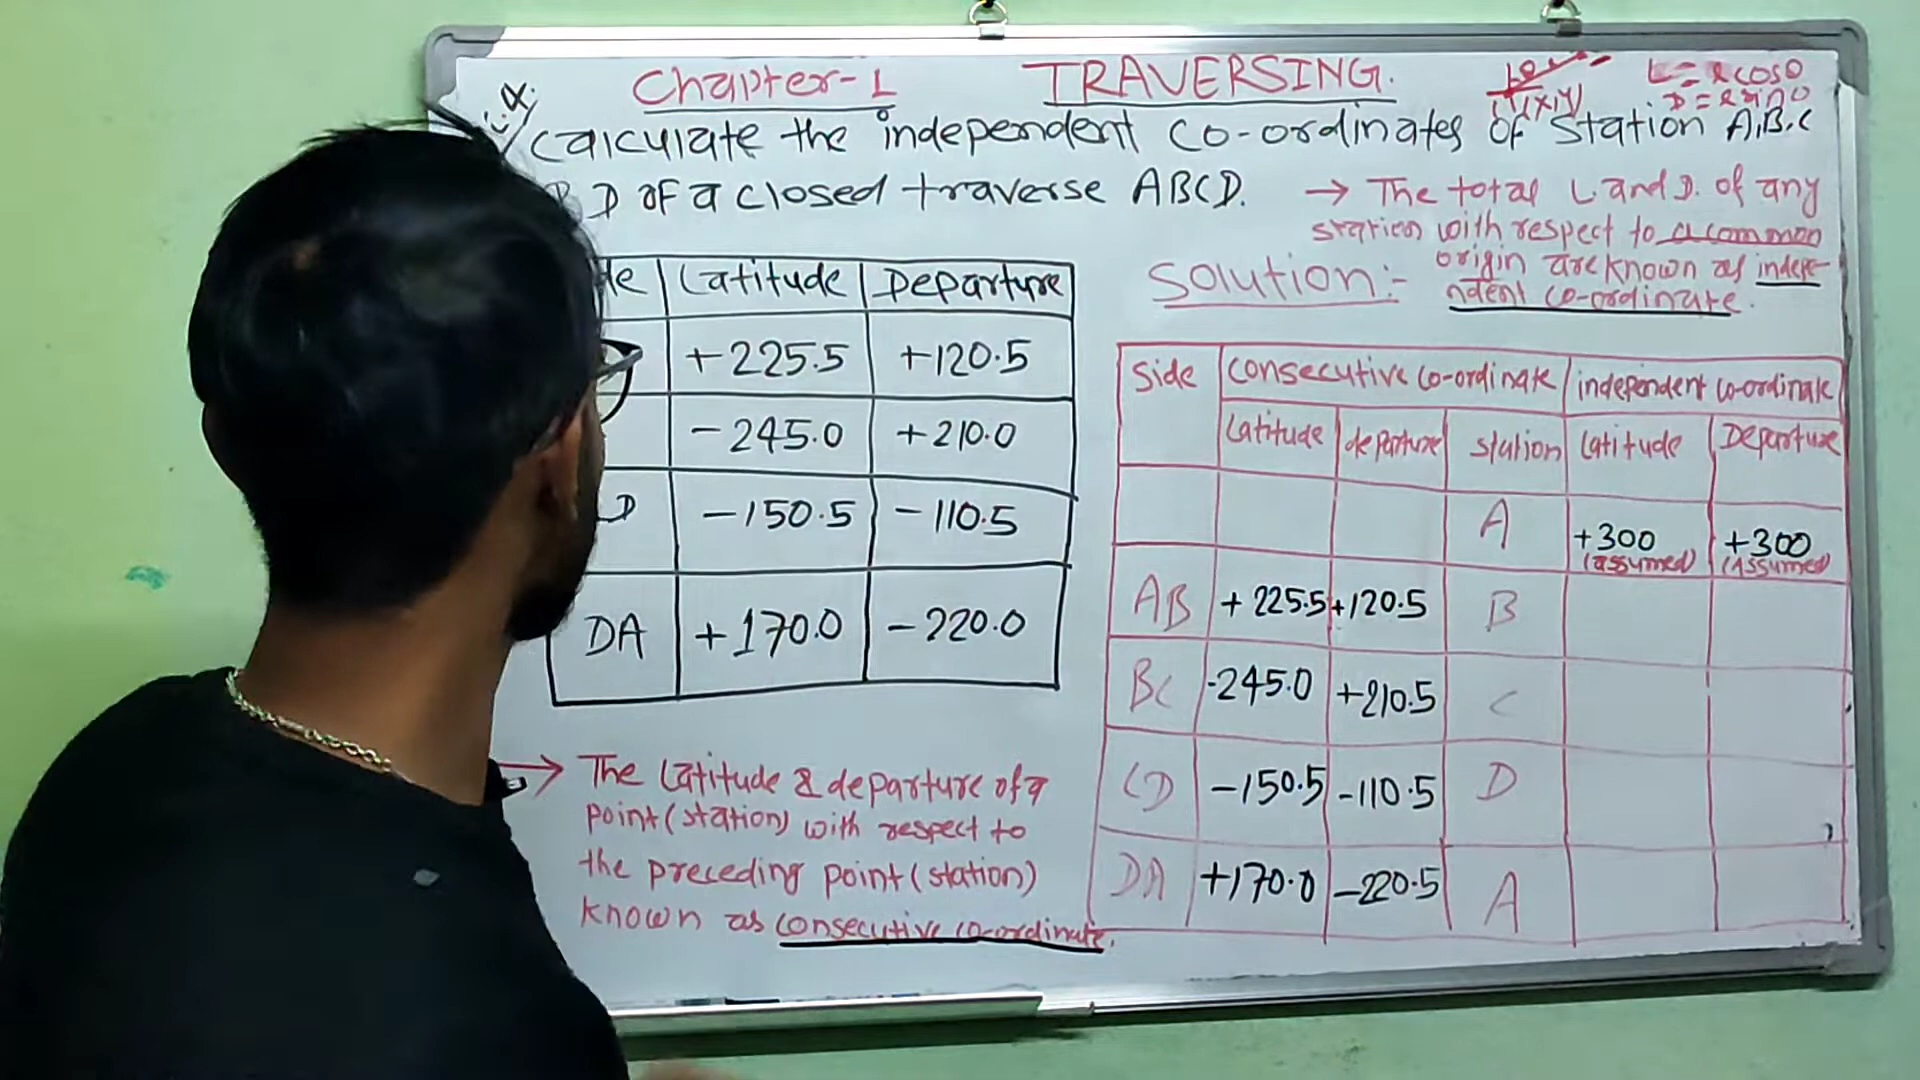 Chapter-1 TRAVERSING.
L = l cosθ
D = l sinθ
(X,Y)
calculate the independent co-ordinates of Station A,B,C
D of a closed traverse ABCD.
→ The total L and D. of any
station with respect to a common
origin are known as indepe-
ndent co-ordinate.
Latitude Departure
+225.5 +120.5
-245.0 +210.0
D -150.5 -110.5
DA +170.0 -220.0
→ The Latitude & departure of a
point (station) with respect to
the preceding point (station)
known as consecutive co-ordinate.
Solution:-
Side consecutive co-ordinate independent co-ordinate
Latitude departure station Latitude Departure
A +300 (assumed) +300 (Assumed)
AB +225.5 +120.5 B
BC -245.0 +210.5 C
CD -150.5 -110.5 D
DA +170.0 -220.5 A